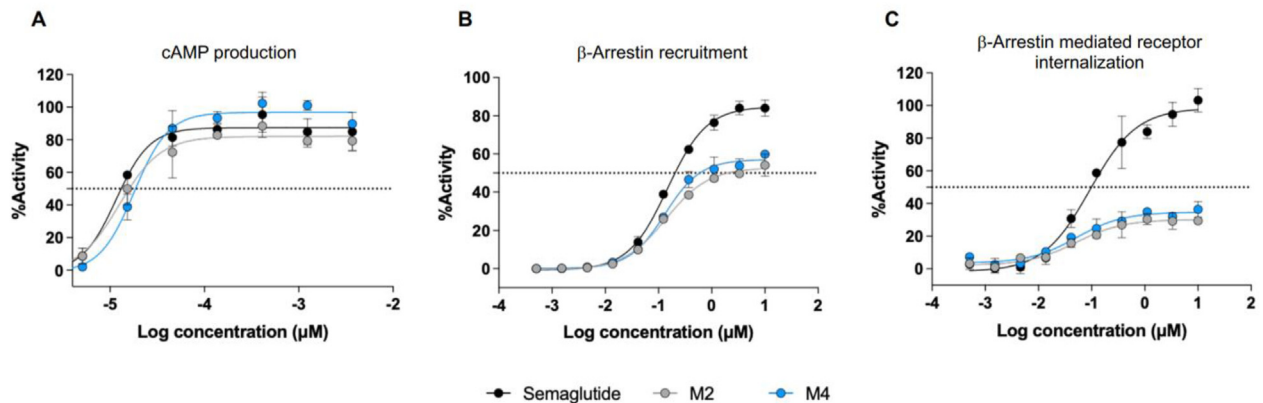 A
cAMP production
%Activity
120
100
80
60
40
20
0
-5
-4
-3
-2
Log concentration (µM)
B
β-Arrestin recruitment
%Activity
100
80
60
40
20
0
-4
-3
-2
-1
0
1
2
Log concentration (µM)
C
β-Arrestin mediated receptor
internalization
%Activity
120
100
80
60
40
20
0
-4
-3
-2
-1
0
1
2
Log concentration (µM)
Semaglutide
M2
M4